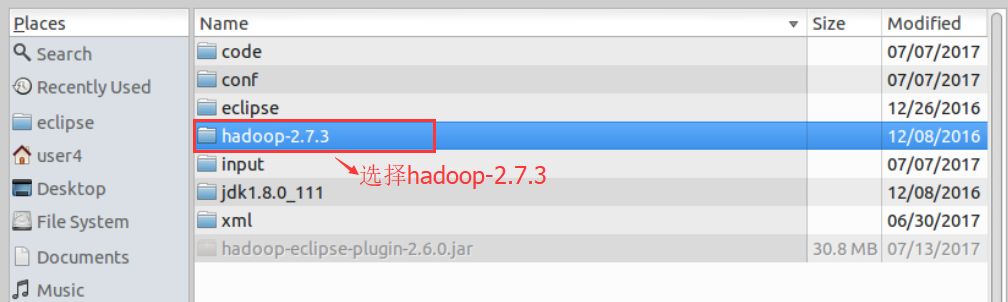 Places Name Size Modified
Search code 07/07/2017
Recently Used conf 07/07/2017
eclipse eclipse 12/26/2016
user4 hadoop-2.7.3 12/08/2016
Desktop input 07/07/2017
选择hadoop-2.7.3
File System jdk1.8.0_111 12/08/2016
Documents xml 06/30/2017
Music hadoop-eclipse-plugin-2.6.0.jar 30.8 MB 07/13/2017